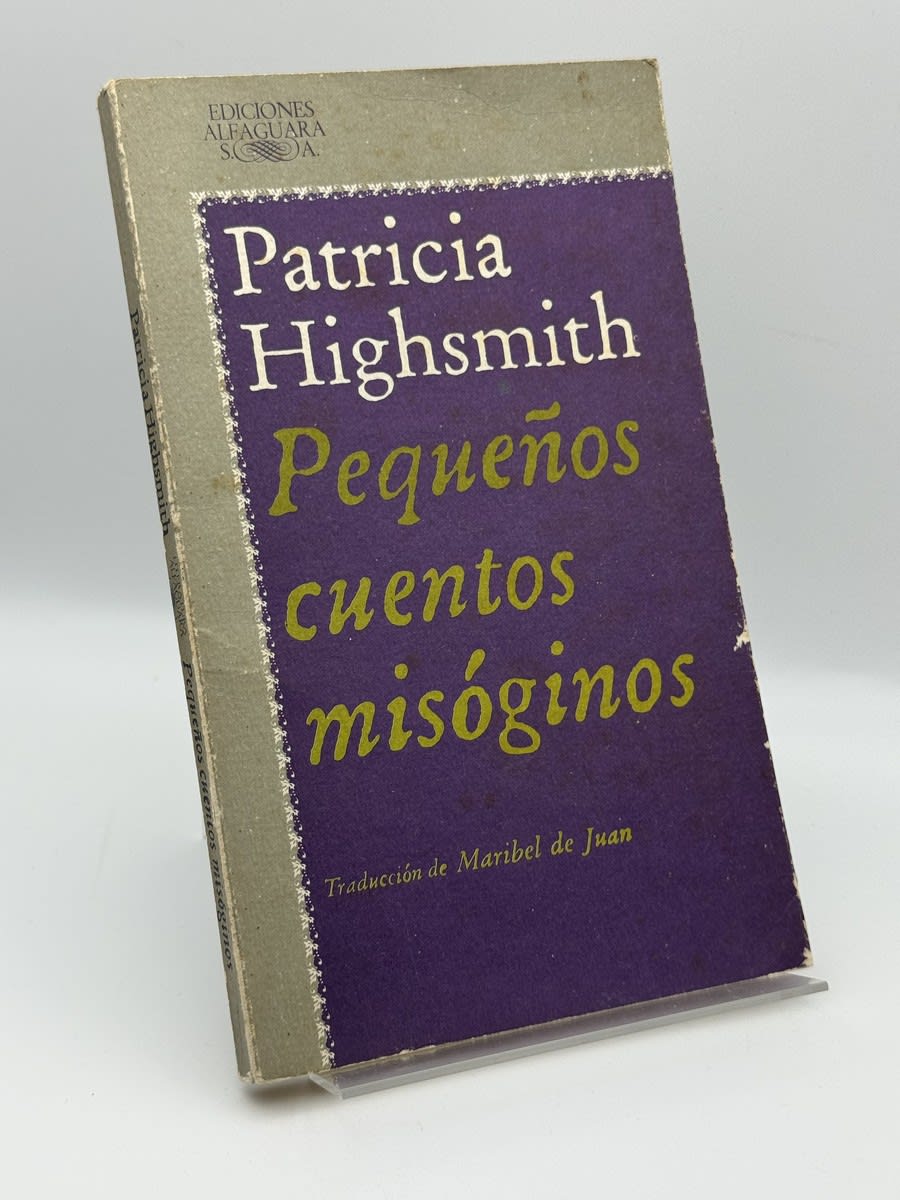 EDICIONES
ALFAGUARA
S. A.
Patricia
Highsmith
Pequeños
cuentos
misóginos
Traducción de Maribel de Juan
Patricia Highsmith
Pequeños cuentos misóginos